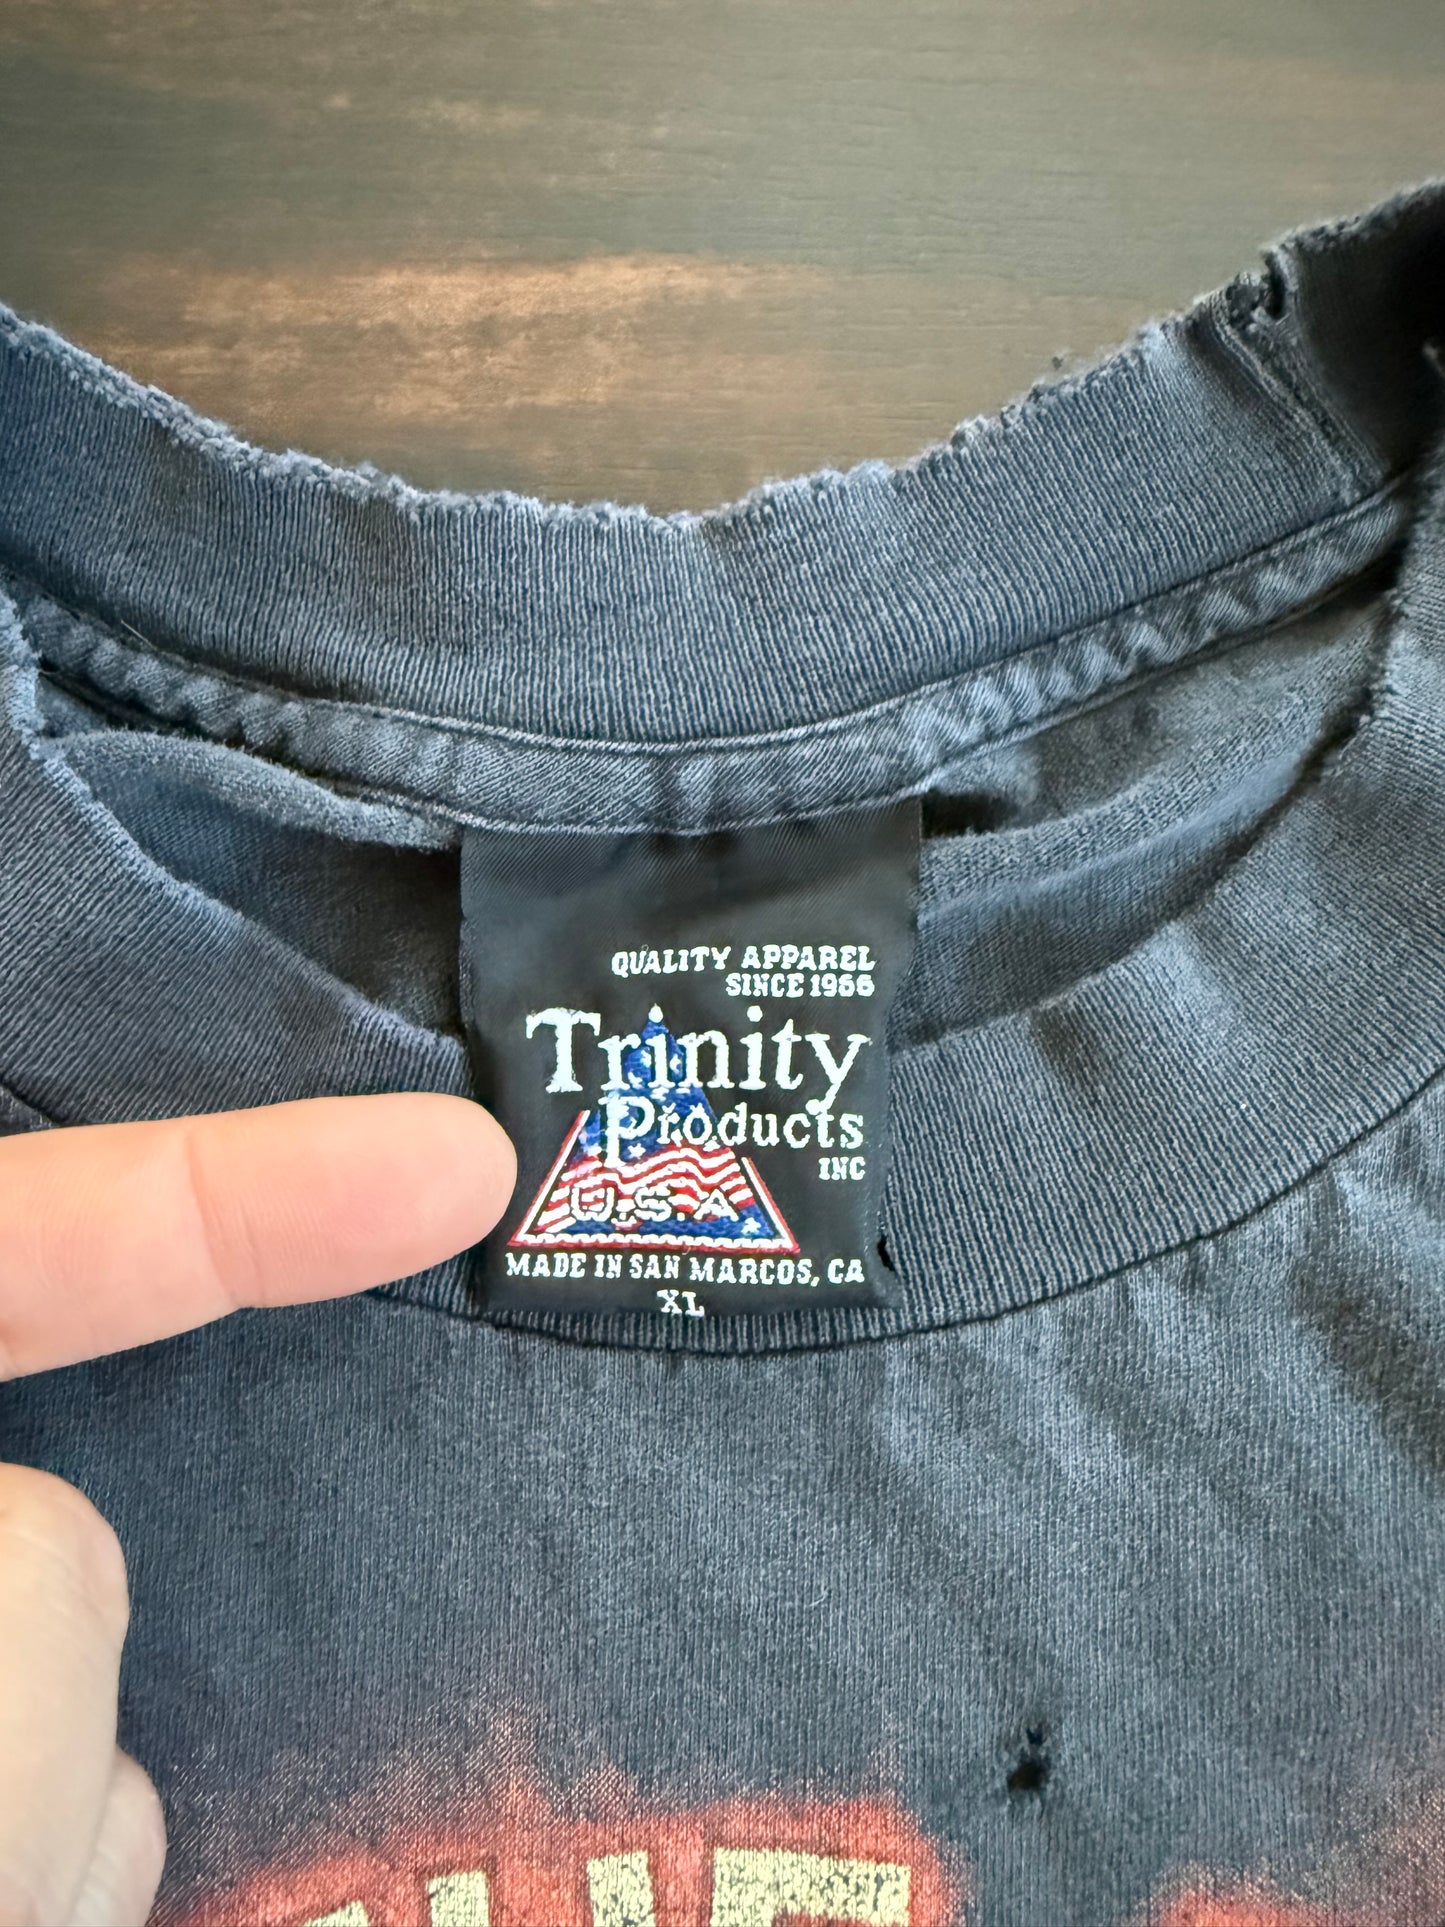 QUALITY APPAREL
SINCE 1966
Trinity
Products
INC
U.S.A.
MADE IN SAN MARCOS, CA
XL